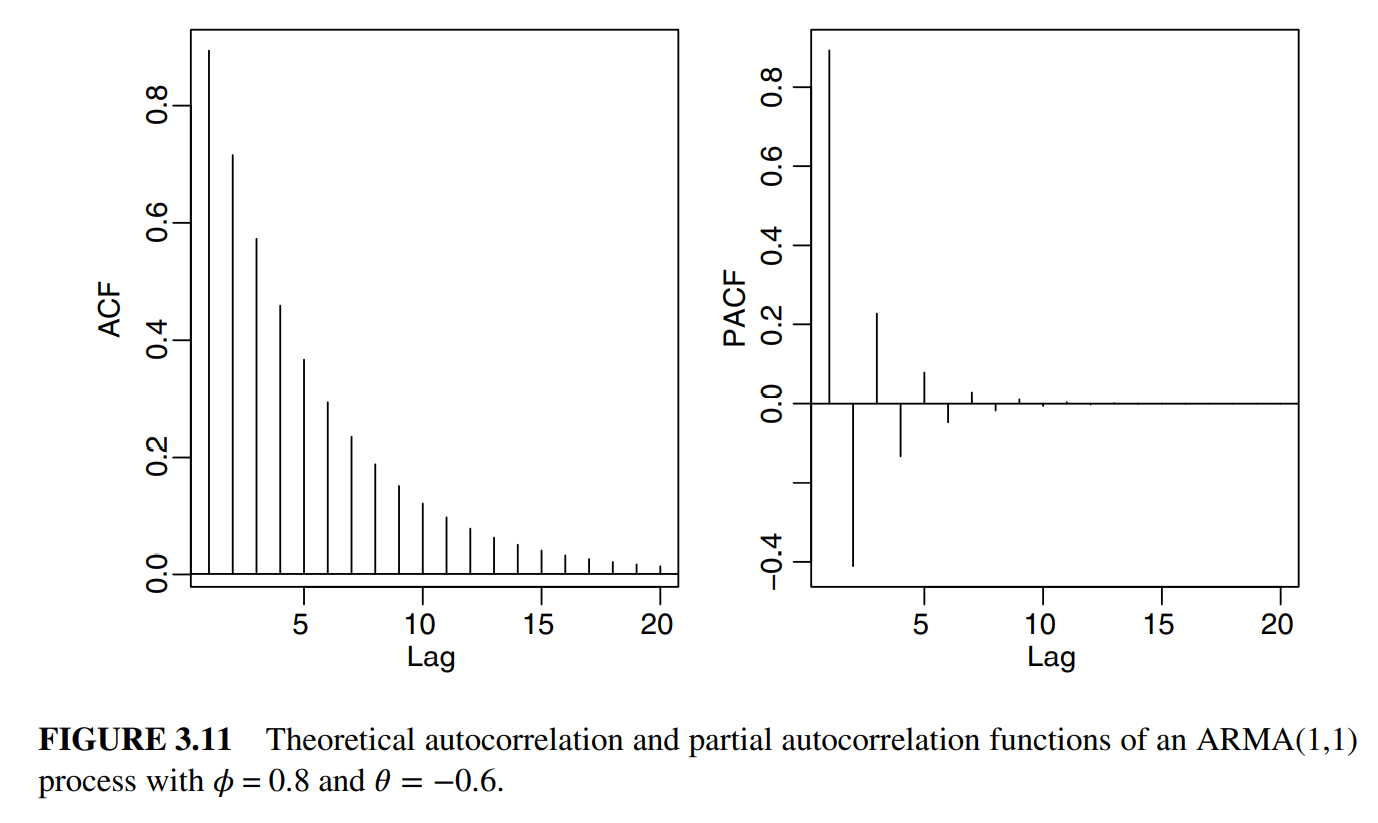 ACF
0.8
0.6
0.4
0.2
0.0
5 10 15 20
Lag
PACF
0.8
0.6
0.4
0.2
0.0
−0.4
5 10 15 20
Lag
FIGURE 3.11 Theoretical autocorrelation and partial autocorrelation functions of an ARMA(1,1)
process with ϕ = 0.8 and θ = −0.6.